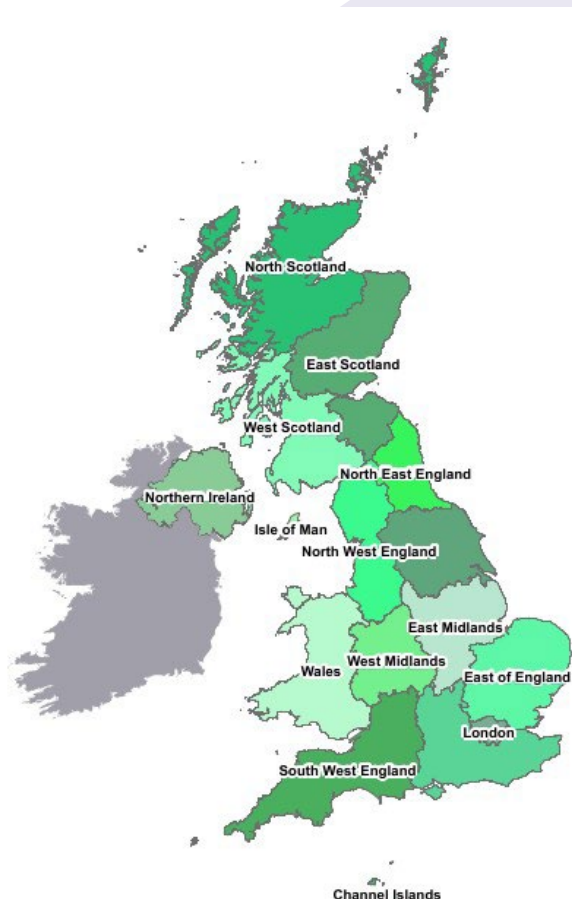 North Scotland
East Scotland
West Scotland
North East England
Northern Ireland
Isle of Man
North West England
East Midlands
West Midlands
Wales
East of England
London
South West England
Channel Islands